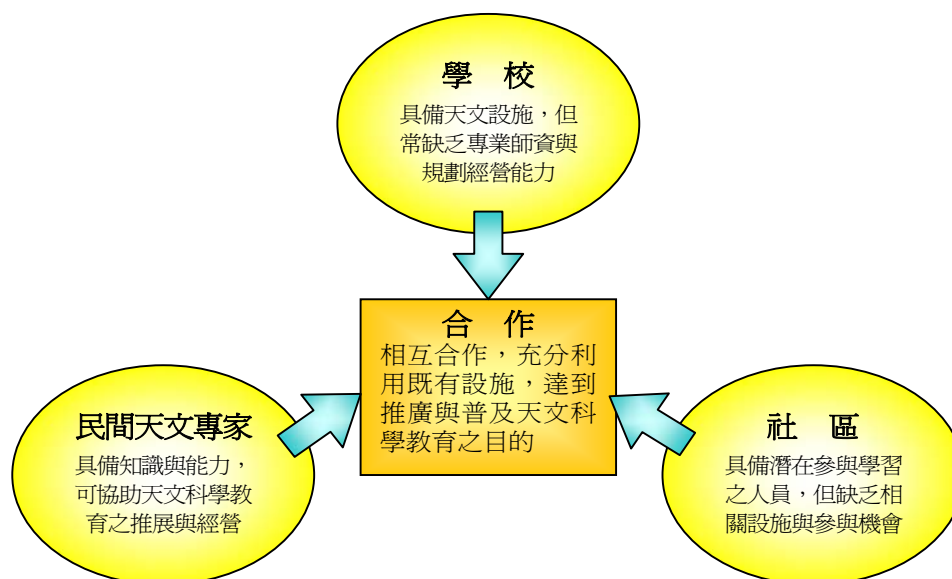 學 校
具備天文設施，但
常缺乏專業師資與
規劃經營能力
合 作
相互合作，充分利
用既有設施，達到
推廣與普及天文科
學教育之目的
民間天文專家
具備知識與能力，
可協助天文科學教
育之推展與經營
社 區
具備潛在參與學習
之人員，但缺乏相
關設施與參與機會